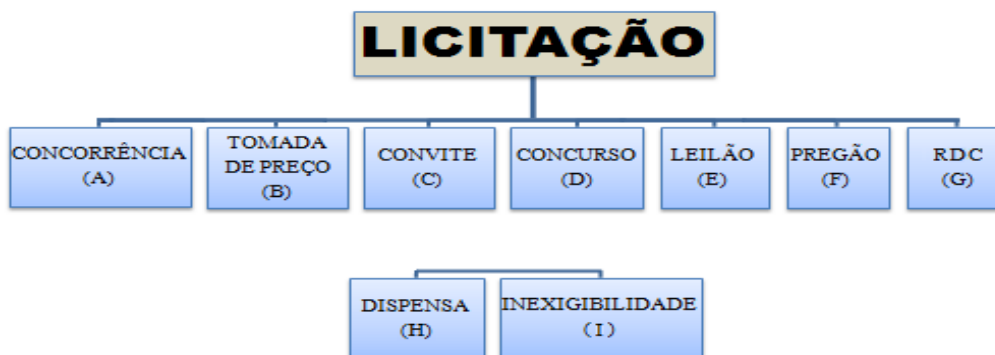 LICITAÇÃO
CONCORRÊNCIA
(A)
TOMADA
DE PREÇO
(B)
CONVITE
(C)
CONCURSO
(D)
LEILÃO
(E)
PREGÃO
(F)
RDC
(G)
DISPENSA
(H)
INEXIGIBILIDADE
( I )